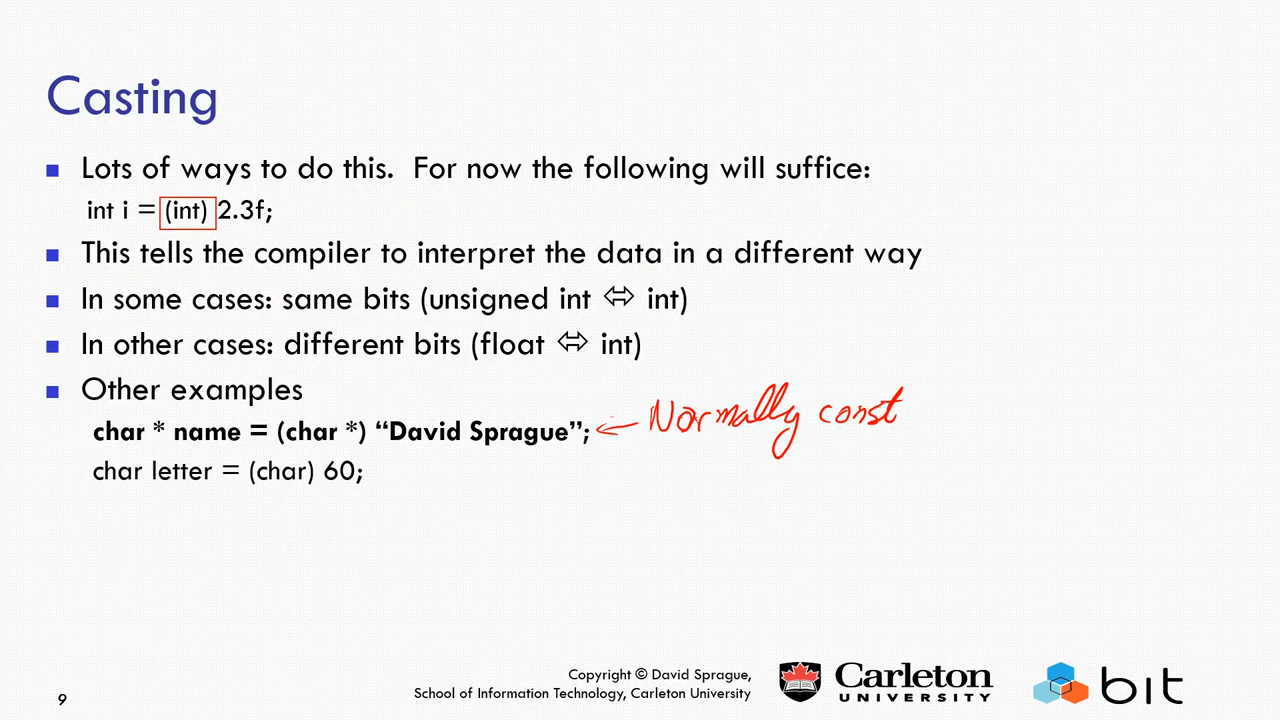 Casting
Lots of ways to do this. For now the following will suffice:
int i = (int) 2.3f;
This tells the compiler to interpret the data in a different way
In some cases: same bits (unsigned int ⬄ int)
In other cases: different bits (float ⬄ int)
Other examples
char * name = (char *) “David Sprague”; ← Normally const
char letter = (char) 60;
9
Copyright © David Sprague,
School of Information Technology, Carleton University
Carleton
UNIVERSITY
bit